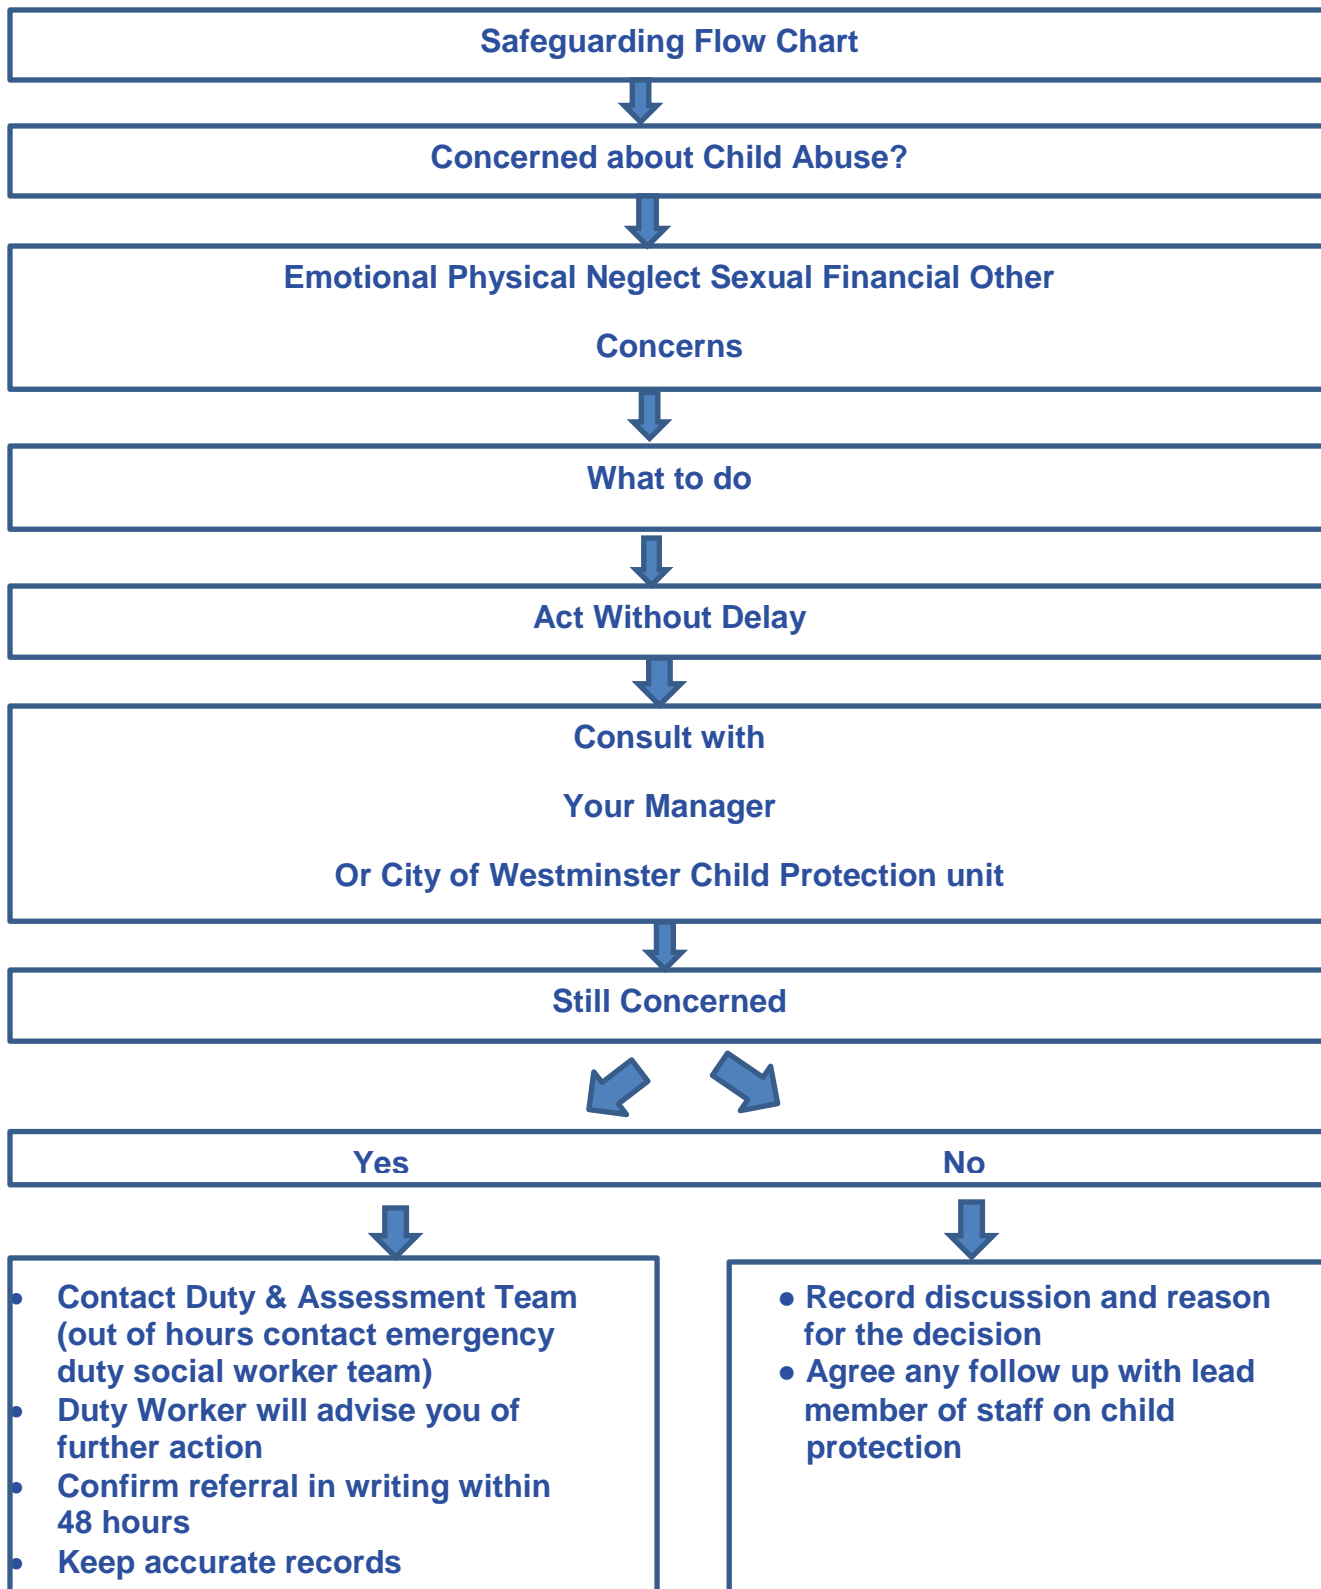 Safeguarding Flow Chart
Concerned about Child Abuse?
Emotional Physical Neglect Sexual Financial Other
Concerns
What to do
Act Without Delay
Consult with
Your Manager
Or City of Westminster Child Protection unit
Still Concerned
Yes
No
• Contact Duty & Assessment Team
(out of hours contact emergency
duty social worker team)
• Duty Worker will advise you of
further action
• Confirm referral in writing within
48 hours
• Keep accurate records
● Record discussion and reason
for the decision
● Agree any follow up with lead
member of staff on child
protection